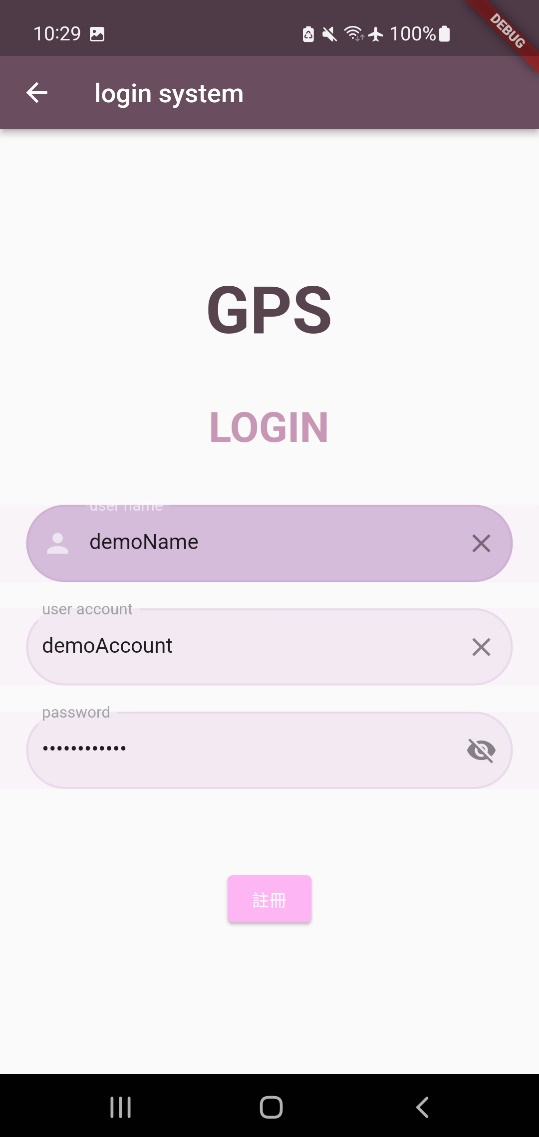 10:29
100%
DEBUG
login system
GPS
LOGIN
user name
demoName
user account
demoAccount
password
••••••••••••
註冊